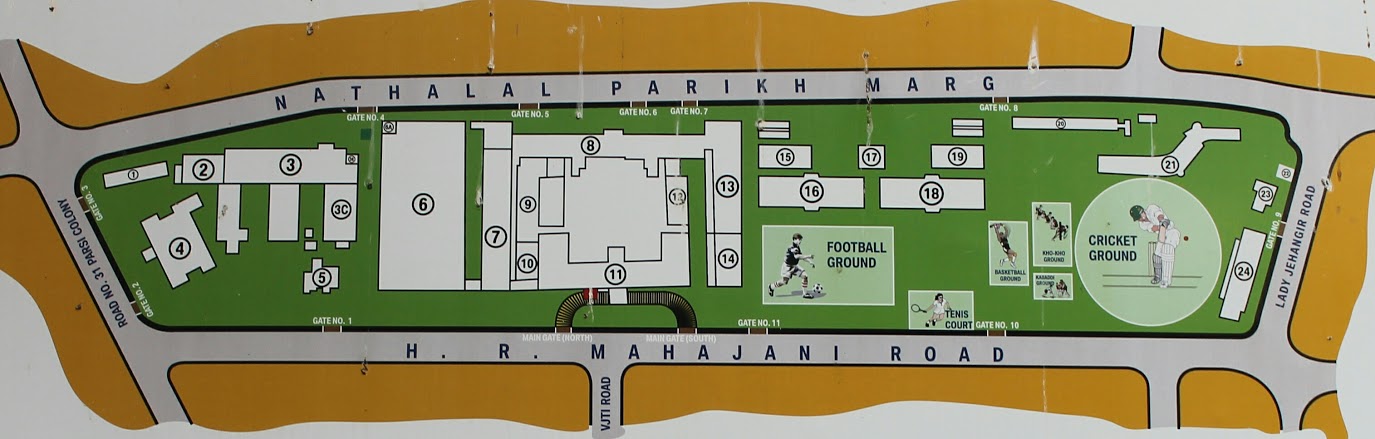 NATHALAL PARIKH MARG
GATE NO. 4
GATE NO. 5
GATE NO. 6
GATE NO. 7
GATE NO. 8
6A
1
2
3
3C
4
5
6
7
8
9
10
11
12
13
14
15
16
17
18
19
20
21
23
24
GATE NO. 3
GATE NO. 2
ROAD NO. 31 PARSI COLONY
FOOTBALL
GROUND
BASKETBALL
GROUND
KHO-KHO
GROUND
KABADDI
GROUND
CRICKET
GROUND
TENIS
COURT
GATE NO. 9
LADY JEHANGIR ROAD
GATE NO. 1
MAIN GATE (NORTH)
MAIN GATE (SOUTH)
GATE NO. 11
GATE NO. 10
H. R. MAHAJANI ROAD
VJTI ROAD